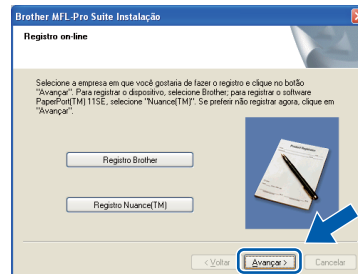 Brother MFL-Pro Suite Instalação
Registro on-line
Selecione a empresa em que você gostaria de fazer o registro e clique no botão
"Avançar". Para registrar o dispositivo, selecione Brother; para registrar o software
PaperPort(TM) 11SE, selecione "Nuance(TM)". Se preferir não registrar agora, clique em
"Avançar".
Registro Brother
Registro Nuance(TM)
< Voltar
Avançar >
Cancelar